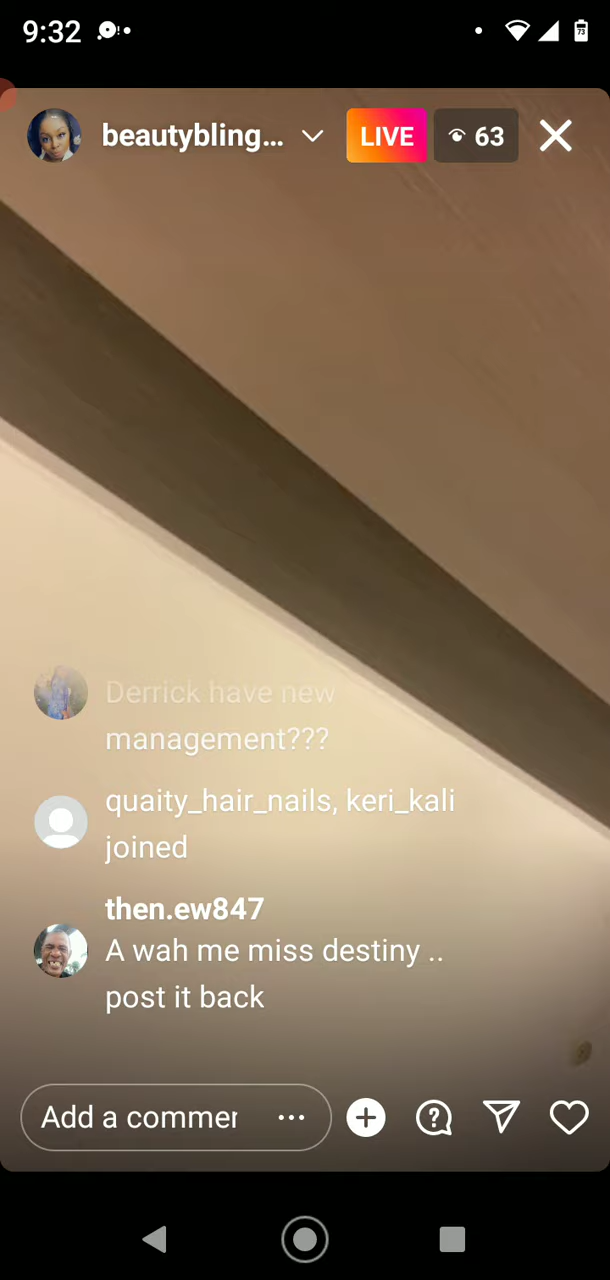 9:32
73
beautybling...
LIVE
63
Derrick have new
management???
quaity_hair_nails, keri_kali
joined
then.ew847
A wah me miss destiny ..
post it back
Add a commer